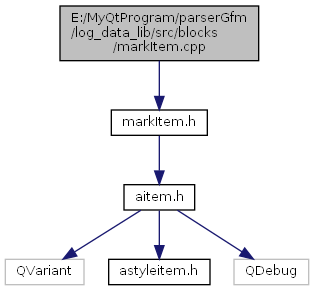 E:/MyQtProgram/parserGfm
/log_data_lib/src/blocks
/markItem.cpp
markItem.h
aitem.h
QVariant
astyleitem.h
QDebug